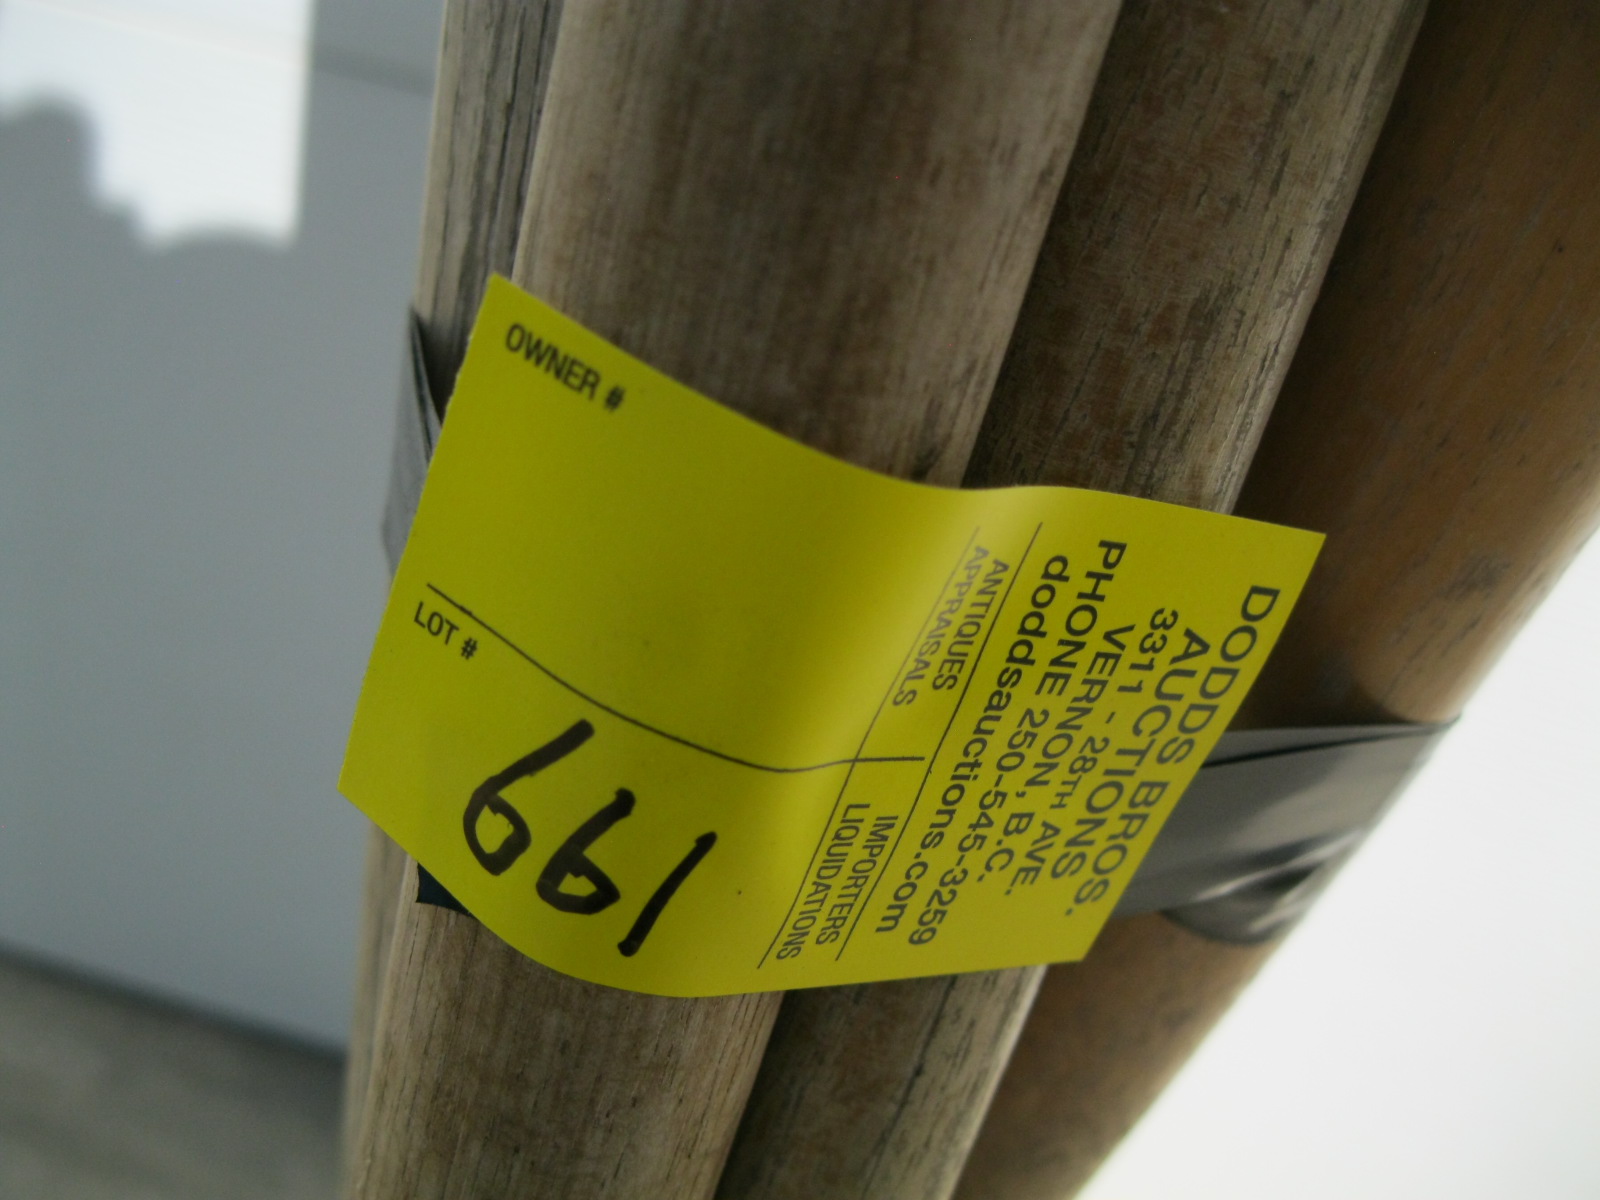 DODDS BROS.
AUCTIONS
3311 - 28TH AVE.
VERNON, B.C.
PHONE 250-545-3259
doddsauctions.com
ANTIQUES IMPORTERS
APPRAISALS LIQUIDATIONS
OWNER #
LOT #
661